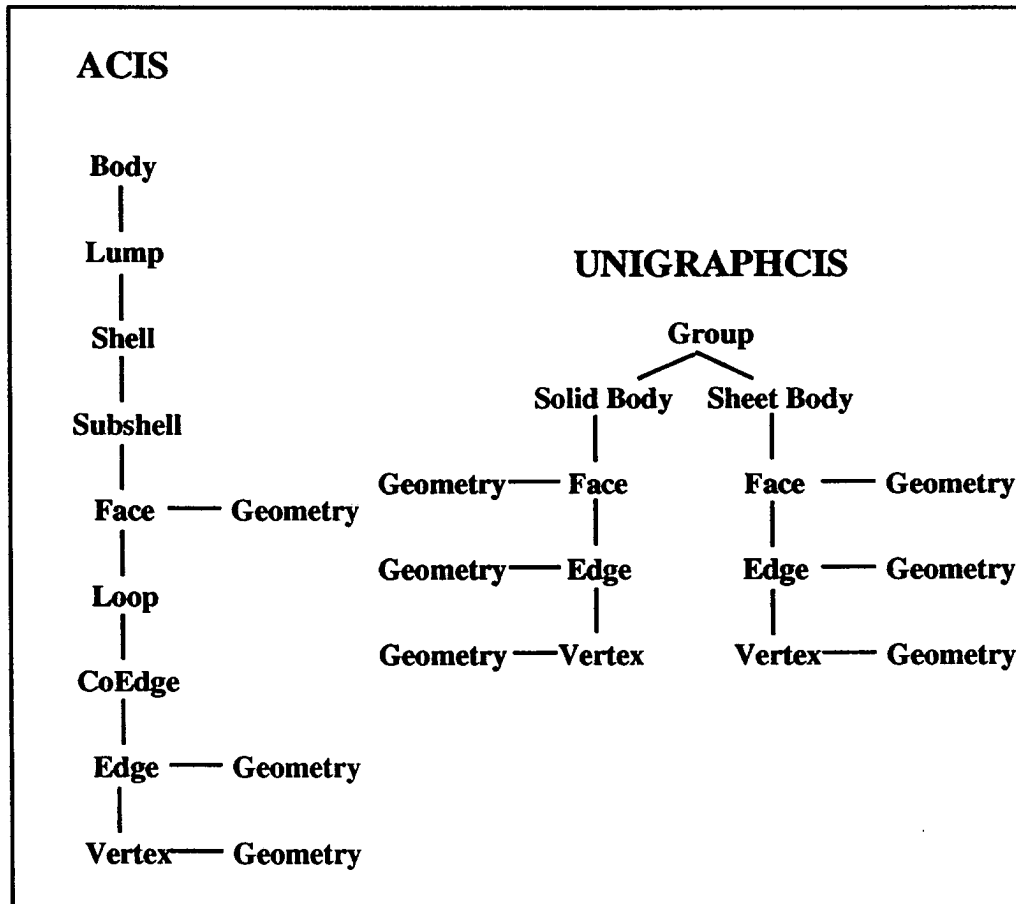 ACIS
Body
Lump
Shell
Subshell
Face Geometry
Loop
CoEdge
Edge Geometry
Vertex Geometry
UNIGRAPHCIS
Group
Solid Body Sheet Body
Geometry Face Face Geometry
Geometry Edge Edge Geometry
Geometry Vertex Vertex Geometry